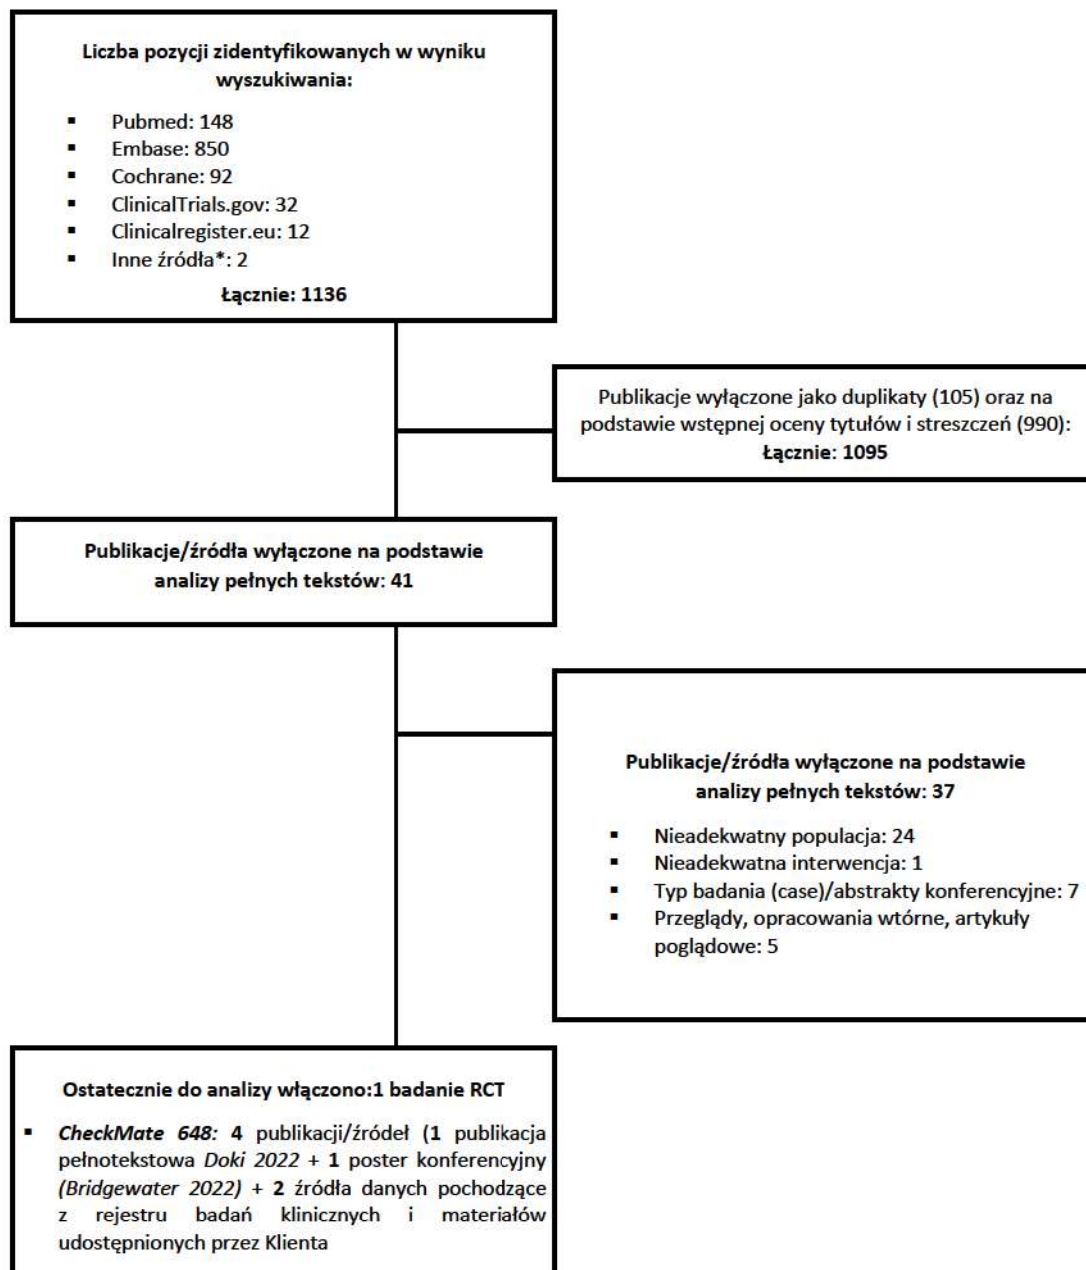 Liczba pozycji zidentyfikowanych w wyniku
wyszukiwania:
▪ Pubmed: 148
▪ Embase: 850
▪ Cochrane: 92
▪ ClinicalTrials.gov: 32
▪ Clinicalregister.eu: 12
▪ Inne źródła*: 2
Łącznie: 1136
Publikacje wyłączone jako duplikaty (105) oraz na
podstawie wstępnej oceny tytułów i streszczeń (990):
Łącznie: 1095
Publikacje/źródła wyłączone na podstawie
analizy pełnych tekstów: 41
Publikacje/źródła wyłączone na podstawie
analizy pełnych tekstów: 37
▪ Nieadekwatny populacja: 24
▪ Nieadekwatna interwencja: 1
▪ Typ badania (case)/abstrakty konferencyjne: 7
▪ Przeglądy, opracowania wtórne, artykuły
poglądowe: 5
Ostatecznie do analizy włączono:1 badanie RCT
▪ CheckMate 648: 4 publikacji/źródeł (1 publikacja
pełnotekstowa Doki 2022 + 1 poster konferencyjny
(Bridgewater 2022) + 2 źródła danych pochodzące
z rejestru badań klinicznych i materiałów
udostępnionych przez Klienta